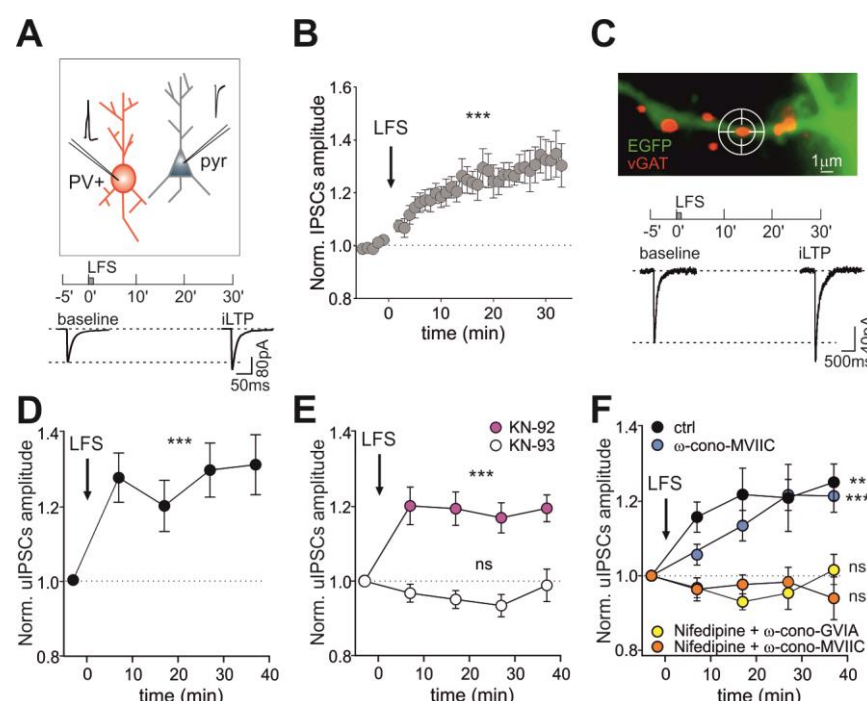 A
PV+
pyr
LFS
-5' 0' 10' 20' 30'
baseline
iLTP
80pA
50ms
B
Norm. IPSCs amplitude
1.6
1.4
1.2
1.0
0.8
LFS
***
0 10 20 30
time (min)
C
EGFP
vGAT
1µm
LFS
-5' 0' 10' 20' 30'
baseline
iLTP
40pA
500ms
D
Norm. uIPSCs amplitude
1.4
1.2
1.0
0.8
LFS
***
0 10 20 30 40
time (min)
E
Norm. uIPSCs amplitude
1.4
1.2
1.0
0.8
KN-92
KN-93
LFS
***
ns
0 10 20 30 40
time (min)
F
Norm. uIPSCs amplitude
1.4
1.2
1.0
0.8
ctrl
ω-cono-MVIIC
LFS
**
***
ns
ns
Nifedipine + ω-cono-GVIA
Nifedipine + ω-cono-MVIIC
0 10 20 30 40
time (min)